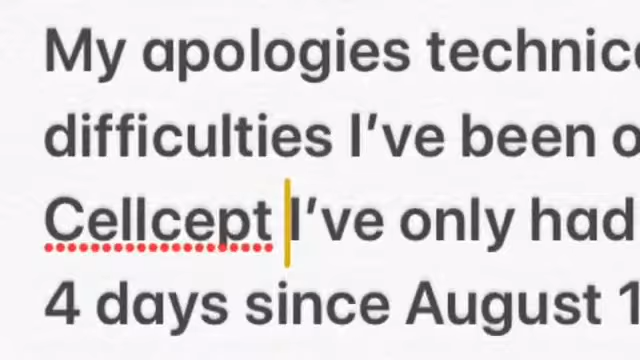 My apologies technic
difficulties I've been o
Cellcept I've only had
4 days since August 1